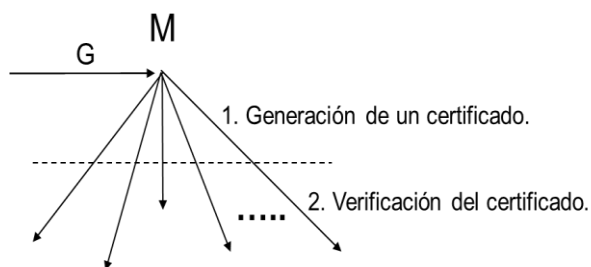 M
G
1. Generación de un certificado.
2. Verificación del certificado.
.....